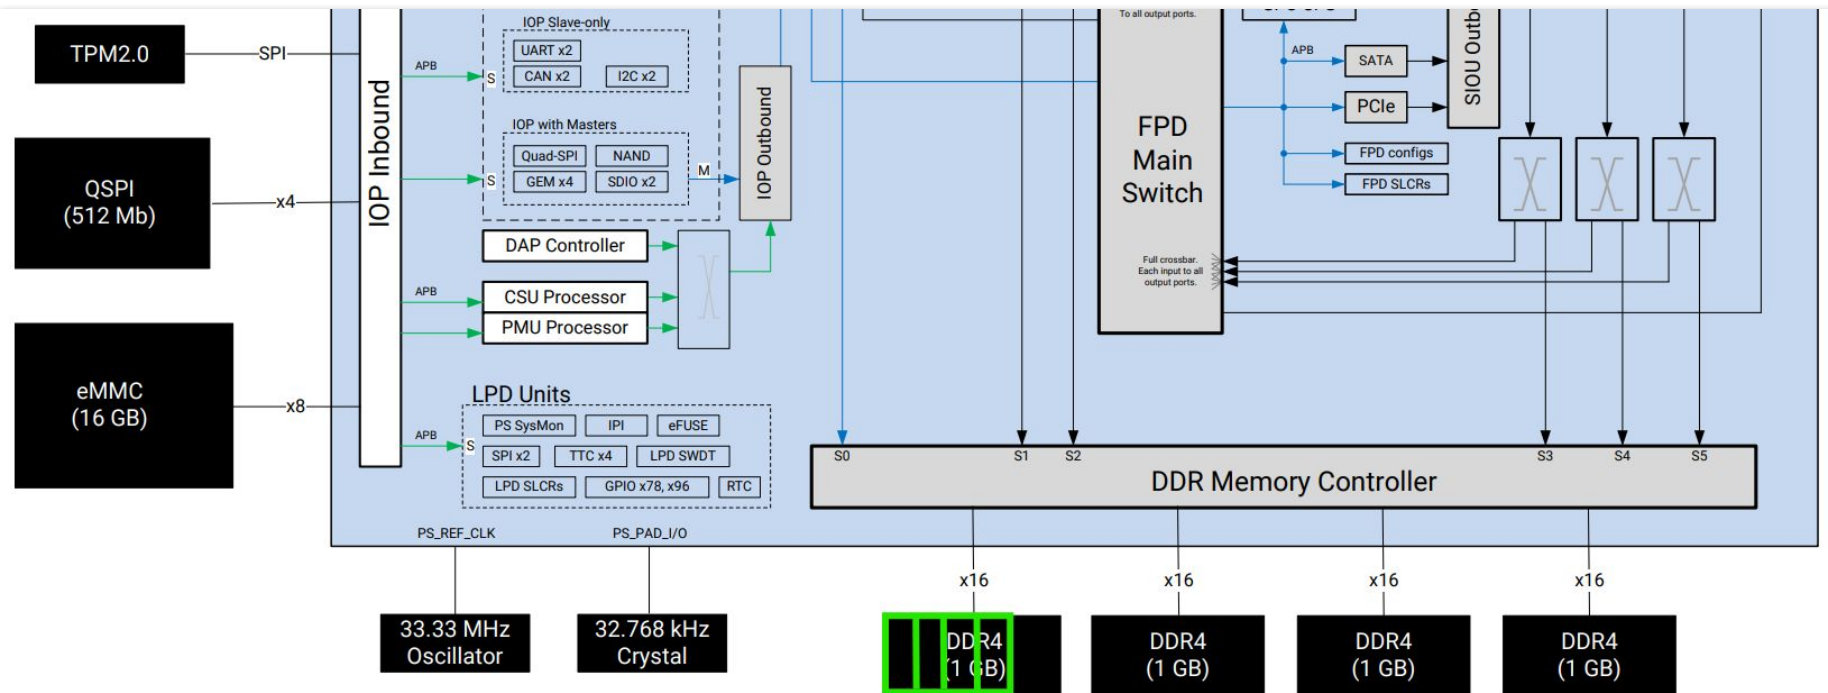 To all output ports.
IOP Slave-only
TPM2.0
SPI
APB
S
UART x2
CAN x2
I2C x2
APB
SATA
SIOU Outb
PCIe
IOP Inbound
IOP with Masters
Quad-SPI
NAND
GEM x4
SDIO x2
S
M
IOP Outbound
FPD
Main
Switch
FPD configs
FPD SLCRs
QSPI
(512 Mb)
x4
DAP Controller
APB
CSU Processor
PMU Processor
Full crossbar.
Each input to all
output ports.
eMMC
(16 GB)
x8
LPD Units
APB
S
PS SysMon
IPI
eFUSE
SPI x2
TTC x4
LPD SWDT
LPD SLCRs
GPIO x78, x96
RTC
S0
S1
S2
S3
S4
S5
DDR Memory Controller
PS_REF_CLK
PS_PAD_I/O
x16
x16
x16
x16
33.33 MHz
Oscillator
32.768 kHz
Crystal
DDR4
(1 GB)
DDR4
(1 GB)
DDR4
(1 GB)
DDR4
(1 GB)